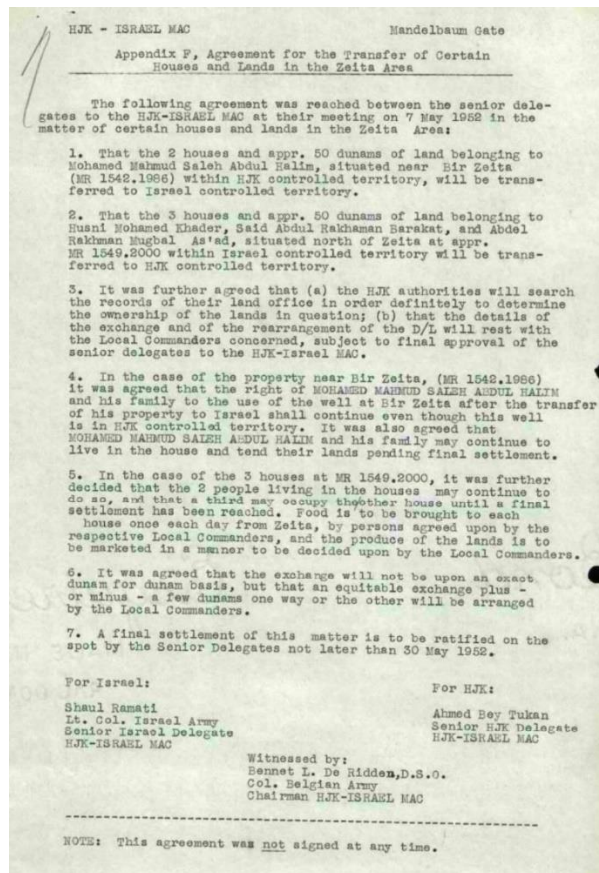 HJK - ISRAEL MAC Mandelbaum Gate
Appendix F, Agreement for the Transfer of Certain
Houses and Lands in the Zeita Area
The following agreement was reached between the senior dele-
gates to the HJK-ISRAEL MAC at their meeting on 7 May 1952 in the
matter of certain houses and lands in the Zeita Area:
1. That the 2 houses and appr. 50 dunams of land belonging to
Mohamed Mahmud Saleh Abdul Halim, situated near Bir Zeita
(MR 1542.1986) within HJK controlled territory, will be trans-
ferred to Israel controlled territory.
2. That the 3 houses and appr. 50 dunams of land belonging to
Husni Mohamed Khader, Said Abdul Rakhaman Barakat, and Abdel
Rakhman Mugbal As'ad, situated north of Zeita at appr.
MR 1549.2000 within Israel controlled territory will be trans-
ferred to HJK controlled territory.
3. It was further agreed that (a) the HJK authorities will search
the records of their land office in order definitely to determine
the ownership of the lands in question; (b) that the details of
the exchange and of the rearrangement of the D/L will rest with
the Local Commanders concerned, subject to final approval of the
senior delegates to the HJK-Israel MAC.
4. In the case of the property near Bir Zeita, (MR 1542.1986)
it was agreed that the right of MOHAMED MAHMUD SALEH ABDUL HALIM
and his family to the use of the well at Bir Zeita after the transfer
of his property to Israel shall continue even though this well
is in HJK controlled territory. It was also agreed that
MOHAMED MAHMUD SALEH ABDUL HALIM and his family may continue to
live in the house and tend their lands pending final settlement.
5. In the case of the 3 houses at MR 1549.2000, it was further
decided that the 2 people living in the houses may continue to
do so, and that a third may occupy the other house until a final
settlement has been reached. Food is to be brought to each
house once each day from Zeita, by persons agreed upon by the
respective Local Commanders, and the produce of the lands is to
be marketed in a manner to be decided upon by the Local Commanders.
6. It was agreed that the exchange will not be upon an exact
dunam for dunam basis, but that an equitable exchange plus -
or minus - a few dunams one way or the other will be arranged
by the Local Commanders.
7. A final settlement of this matter is to be ratified on the
spot by the Senior Delegates not later than 30 May 1952.
For Israel:
Shaul Ramati
Lt. Col. Israel Army
Senior Israel Delegate
HJK-ISRAEL MAC
For HJK:
Ahmed Bey Tukan
Senior HJK Delegate
HJK-ISRAEL MAC
Witnessed by:
Bennet L. De Ridden,D.S.O.
Col. Belgian Army
Chairman HJK-ISRAEL MAC
NOTE: This agreement was not signed at any time.